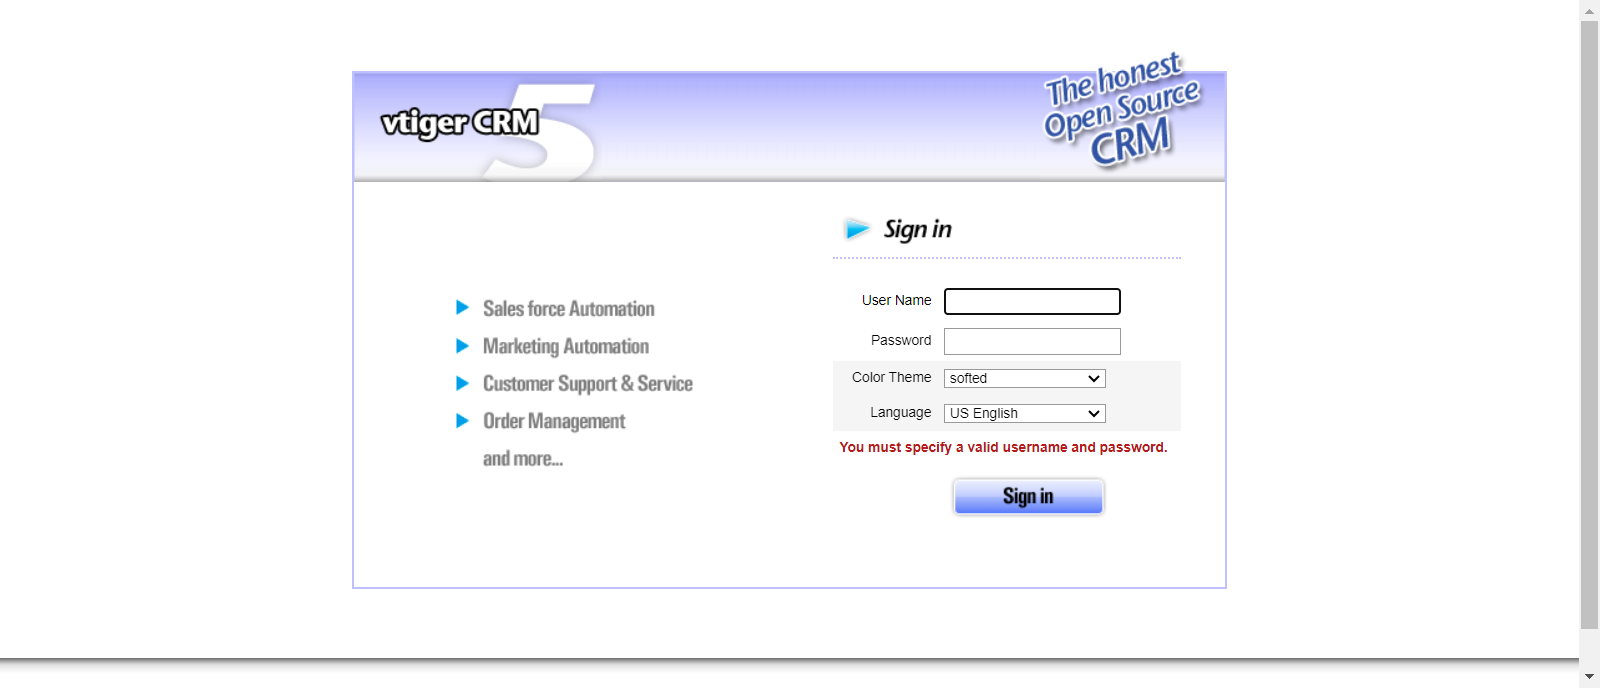 vtiger CRM 5
The honest
Open Source
CRM
Sign in
User Name
Password
Color Theme softed
Language US English
You must specify a valid username and password.
Sign in
Sales force Automation
Marketing Automation
Customer Support & Service
Order Management
and more...